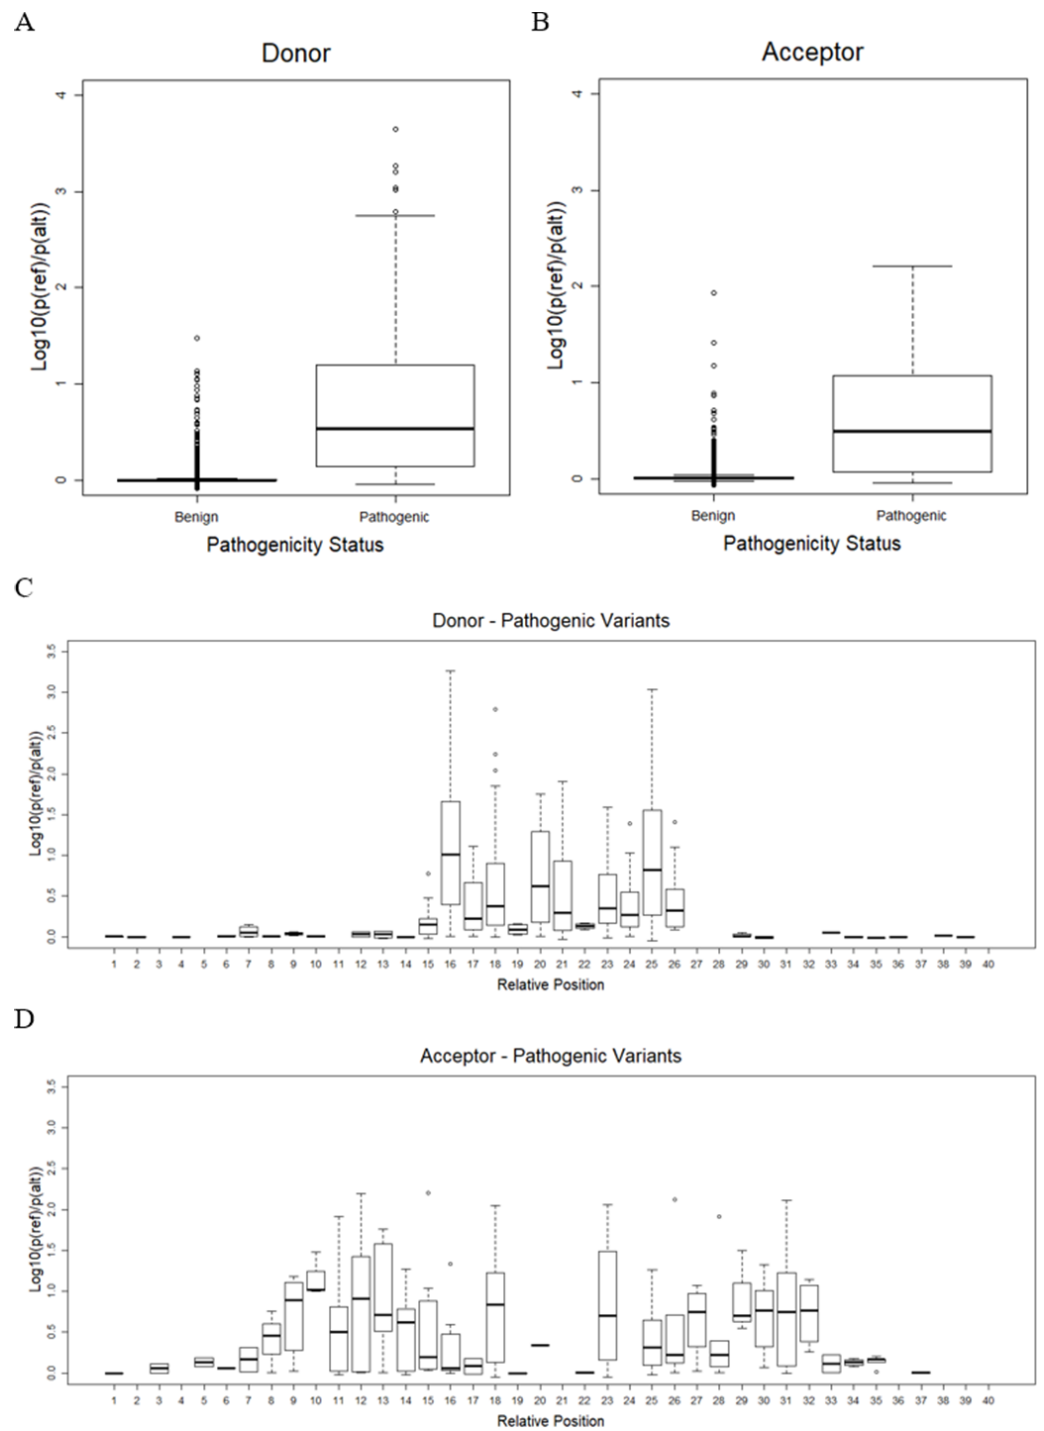 A
B
Donor
Acceptor
Log10(p(ref)/p(alt))
4
3
2
1
0
Benign
Pathogenic
Pathogenicity Status
Log10(p(ref)/p(alt))
4
3
2
1
0
Benign
Pathogenic
Pathogenicity Status
C
Donor - Pathogenic Variants
Log10(p(ref)/p(alt))
3.5
3.0
2.5
2.0
1.5
1.0
0.5
0.0
1 2 3 4 5 6 7 8 9 10 11 12 13 14 15 16 17 18 19 20 21 22 23 24 25 26 27 28 29 30 31 32 33 34 35 36 37 38 39 40
Relative Position
D
Acceptor - Pathogenic Variants
Log10(p(ref)/p(alt))
3.5
3.0
2.5
2.0
1.5
1.0
0.5
0.0
1 2 3 4 5 6 7 8 9 10 11 12 13 14 15 16 17 18 19 20 21 22 23 24 25 26 27 28 29 30 31 32 33 34 35 36 37 38 39 40
Relative Position